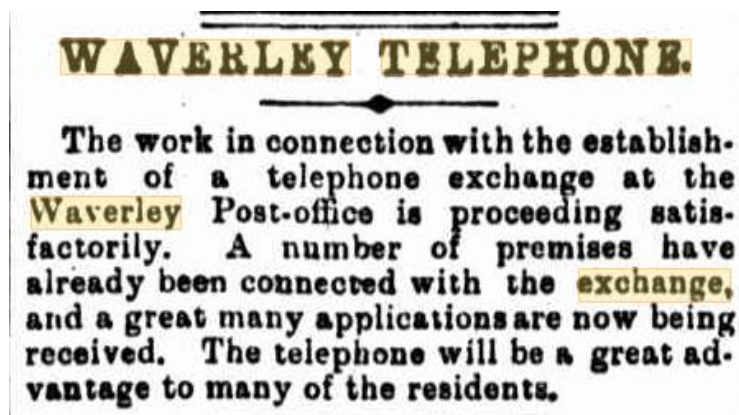 WAVERLEY TELEPHONE.
The work in connection with the establish-
ment of a telephone exchange at the
Waverley Post-office is proceeding satis-
factorily. A number of premises have
already been connected with the exchange,
and a great many applications are now being
received. The telephone will be a great ad-
vantage to many of the residents.